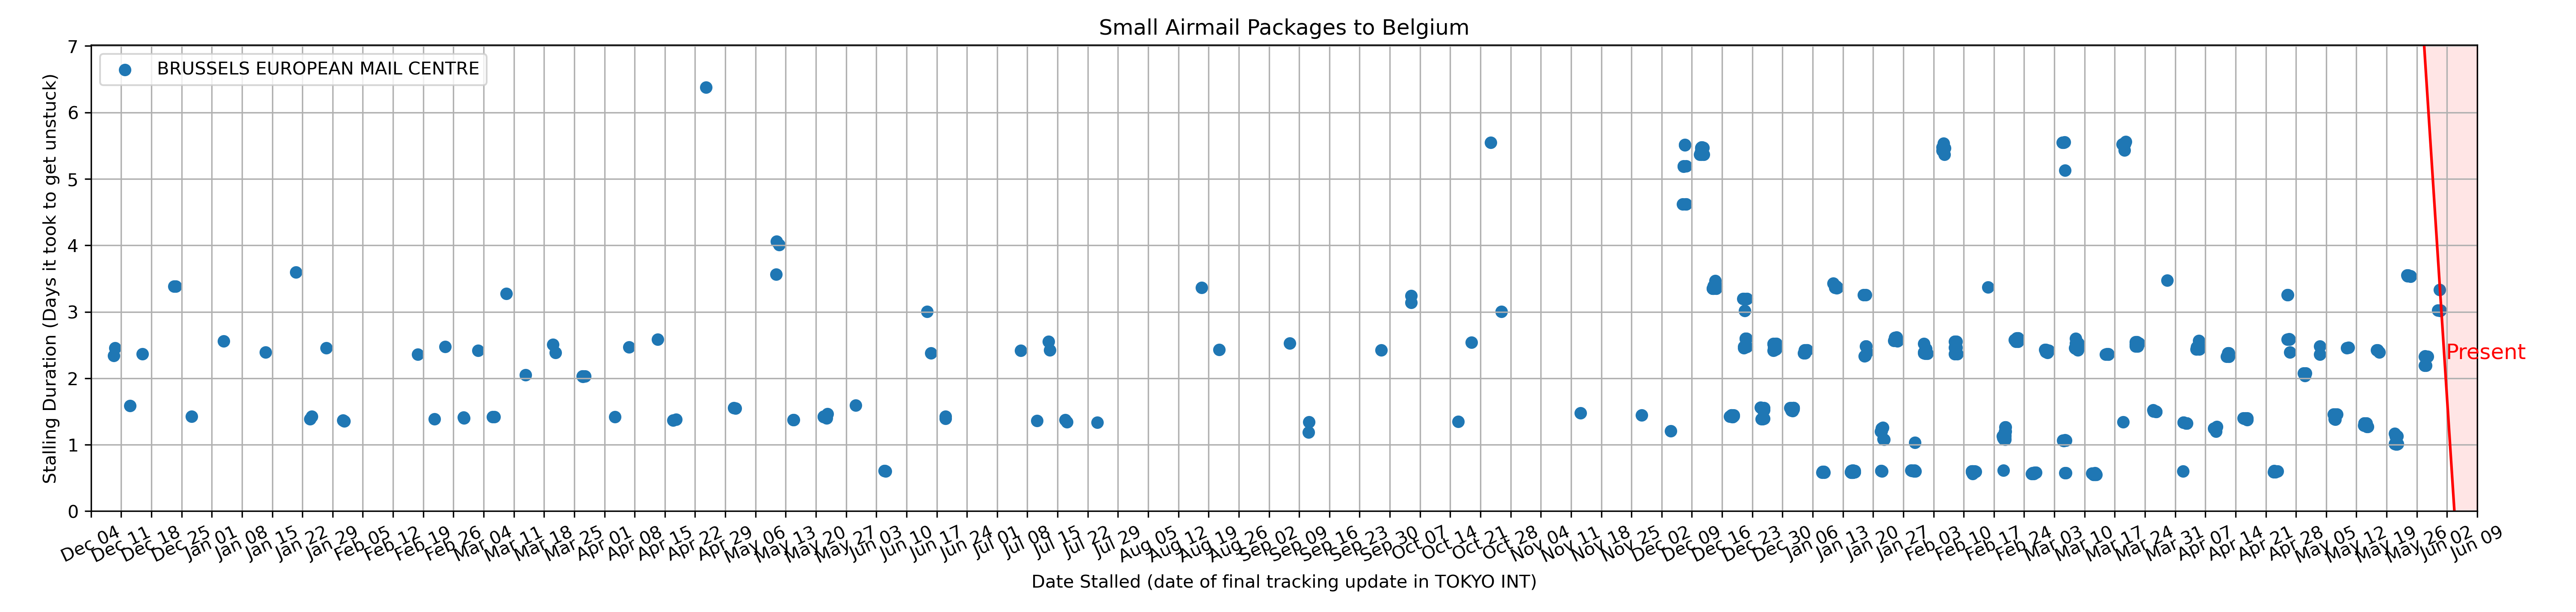 Small Airmail Packages to Belgium
BRUSSELS EUROPEAN MAIL CENTRE
Stalling Duration (Days it took to get unstuck)
7
6
5
4
3
2
1
0
Present
Dec 04
Dec 11
Dec 18
Dec 25
Jan 01
Jan 08
Jan 15
Jan 22
Jan 29
Feb 05
Feb 12
Feb 19
Feb 26
Mar 04
Mar 11
Mar 18
Mar 25
Apr 01
Apr 08
Apr 15
Apr 22
Apr 29
May 06
May 13
May 20
May 27
Jun 03
Jun 10
Jun 17
Jun 24
Jul 01
Jul 08
Jul 15
Jul 22
Jul 29
Aug 05
Aug 12
Aug 19
Aug 26
Sep 02
Sep 09
Sep 16
Sep 23
Sep 30
Oct 07
Oct 14
Oct 21
Oct 28
Nov 04
Nov 11
Nov 18
Nov 25
Dec 02
Dec 09
Dec 16
Dec 23
Dec 30
Jan 06
Jan 13
Jan 20
Jan 27
Feb 03
Feb 10
Feb 17
Feb 24
Mar 03
Mar 10
Mar 17
Mar 24
Mar 31
Apr 07
Apr 14
Apr 21
Apr 28
May 05
May 12
May 19
May 26
Jun 02
Jun 09
Date Stalled (date of final tracking update in TOKYO INT)